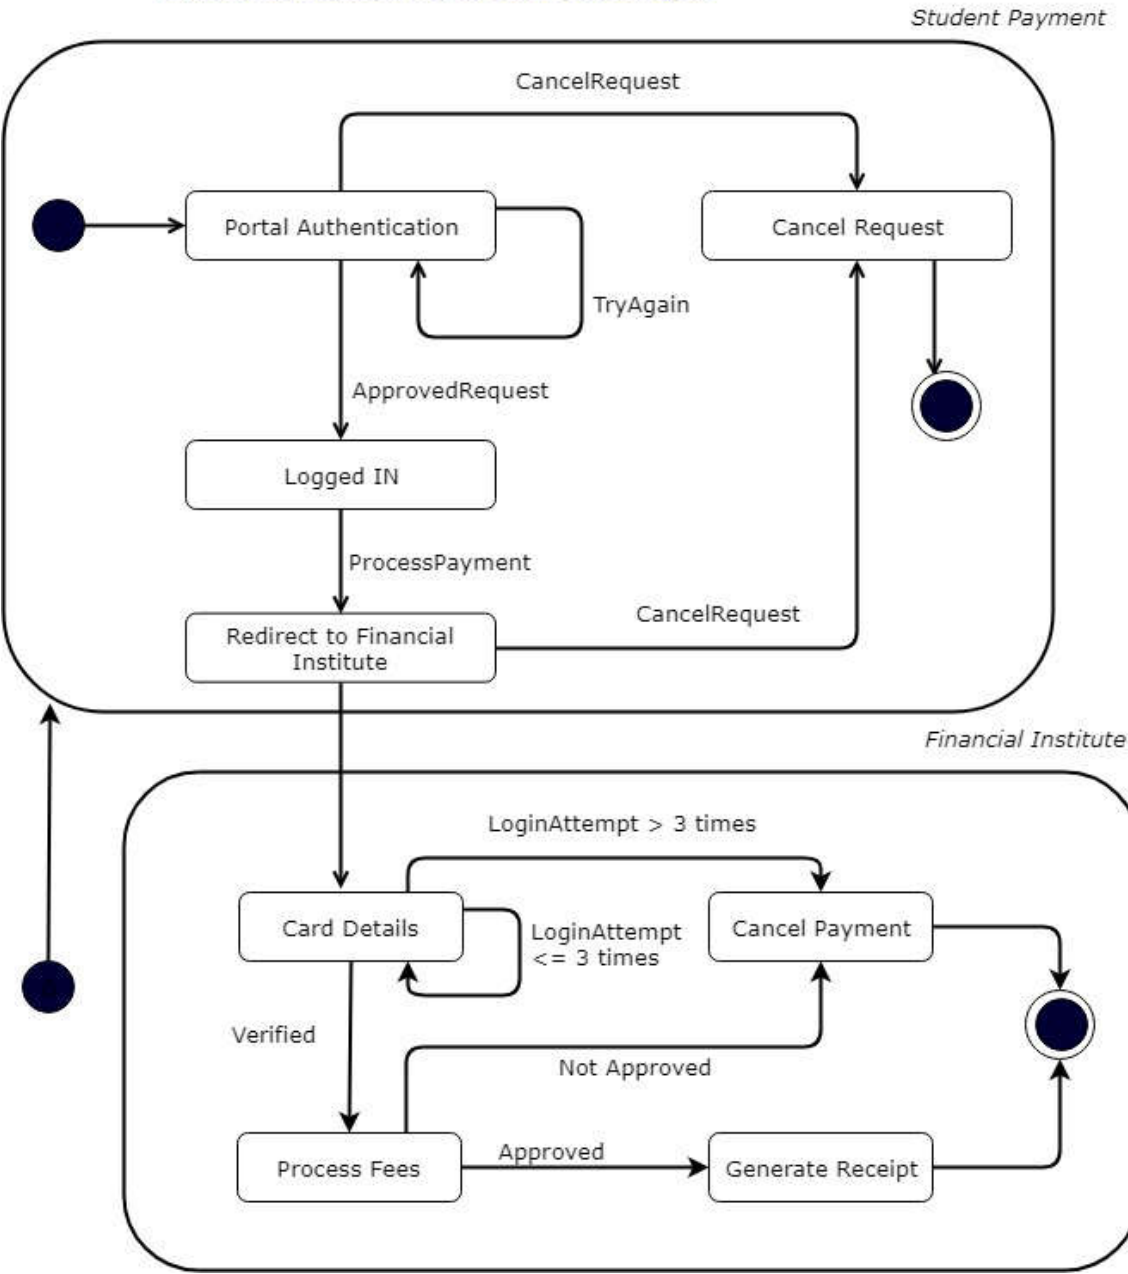 Student Payment
CancelRequest
Portal Authentication
Cancel Request
TryAgain
ApprovedRequest
Logged IN
ProcessPayment
CancelRequest
Redirect to Financial
Institute
Financial Institute
LoginAttempt > 3 times
Card Details
LoginAttempt
<= 3 times
Cancel Payment
Verified
Not Approved
Approved
Process Fees
Generate Receipt